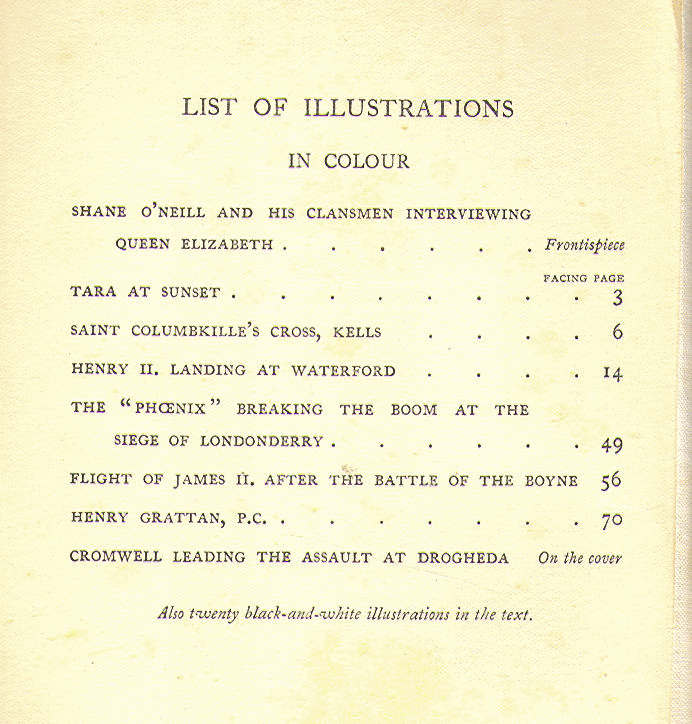 LIST OF ILLUSTRATIONS
IN COLOUR
SHANE O'NEILL AND HIS CLANSMEN INTERVIEWING
QUEEN ELIZABETH . . . . . . Frontispiece
FACING PAGE
TARA AT SUNSET . . . . . . . . 3
SAINT COLUMBKILLE'S CROSS, KELLS . . . . 6
HENRY II. LANDING AT WATERFORD . . . . 14
THE "PHŒNIX" BREAKING THE BOOM AT THE
SIEGE OF LONDONDERRY . . . . . . 49
FLIGHT OF JAMES II. AFTER THE BATTLE OF THE BOYNE 56
HENRY GRATTAN, P.C. . . . . . . . 70
CROMWELL LEADING THE ASSAULT AT DROGHEDA On the cover
Also twenty black-and-white illustrations in the text.